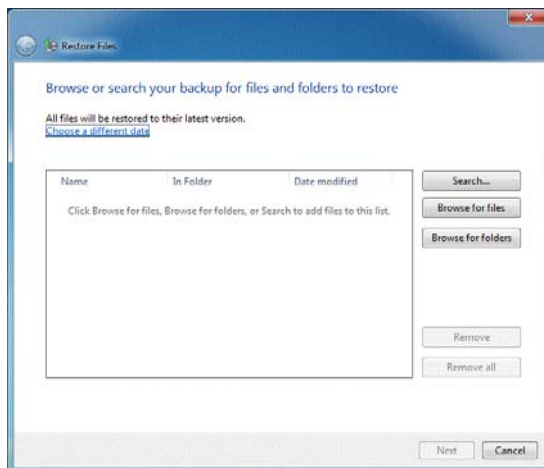 Restore Files
Browse or search your backup for files and folders to restore
All files will be restored to their latest version.
Choose a different date
Name In Folder Date modified
Click Browse for files, Browse for folders, or Search to add files to this list.
Search...
Browse for files
Browse for folders
Remove
Remove all
Next Cancel